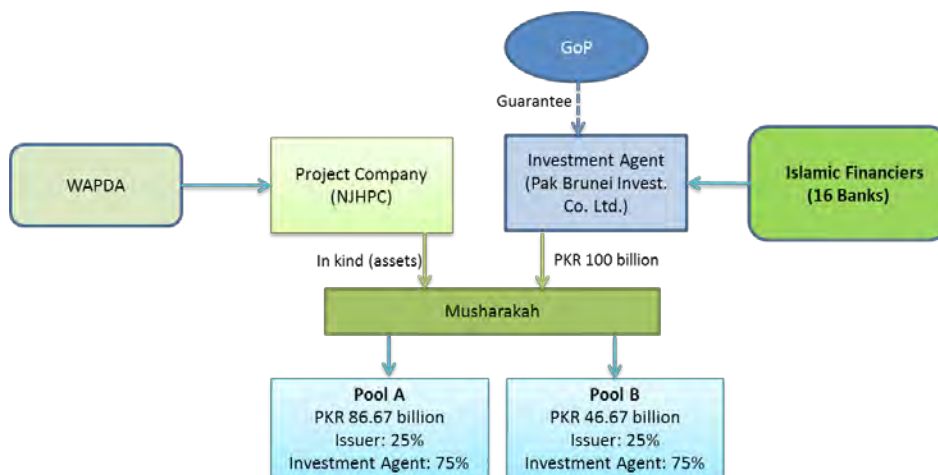 GoP
Guarantee
WAPDA
Project Company
(NJHPC)
Investment Agent
(Pak Brunei Invest.
Co. Ltd.)
Islamic Financiers
(16 Banks)
In kind (assets)
PKR 100 billion
Musharakah
Pool A
PKR 86.67 billion
Issuer: 25%
Investment Agent: 75%
Pool B
PKR 46.67 billion
Issuer: 25%
Investment Agent: 75%